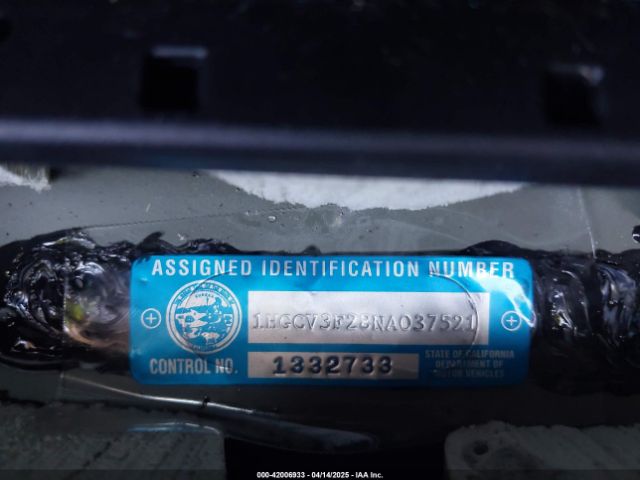 ASSIGNED IDENTIFICATION NUMBER
1HGCV3F28NA037521
CONTROL NO. 1332733
STATE OF CALIFORNIA
DEPARTMENT OF
MOTOR VEHICLES
000-42006933 - 04/14/2025 - IAA Inc.